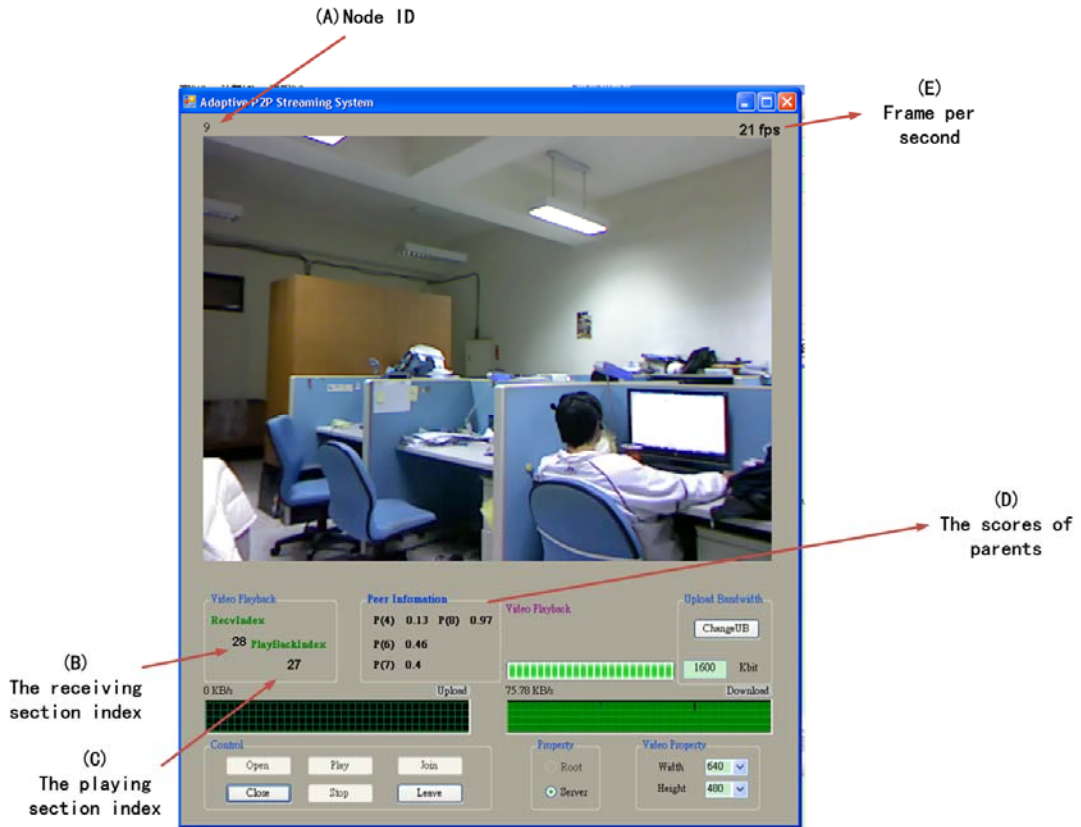 (A)Node ID
(E)
Frame per
second
Adaptive P2P Streaming System
9
21 fps
(D)
The scores of
parents
Video Playback
RecvIndex
28 PlayBackIndex
27
Peer Infomation
P(4) 0.13 P(8) 0.97
P(6) 0.46
P(7) 0.4
Video Playback
Upload Bandwidth
ChangeUB
1600 Kbit
(B)
The receiving
section index
0 KB/s Upload
75.78 KB/s Download
(C)
The playing
section index
Control
Open Play Join
Close Stop Leave
Property
Root
Server
Video Property
Width 640
Height 480